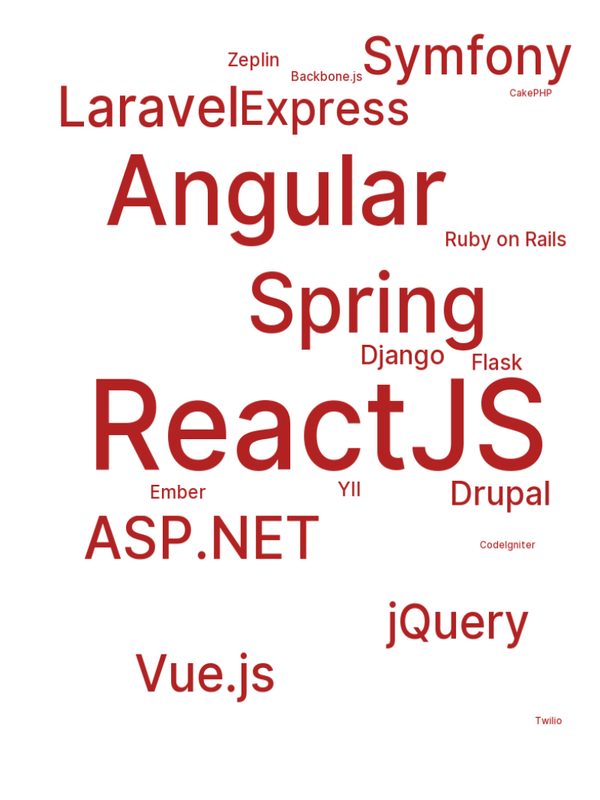 Symfony
Zeplin
Backbone.js
CakePHP
LaravelExpress
Angular
Ruby on Rails
Spring
Django
Flask
ReactJS
Ember
YII
Drupal
ASP.NET
CodeIgniter
jQuery
Vue.js
Twilio